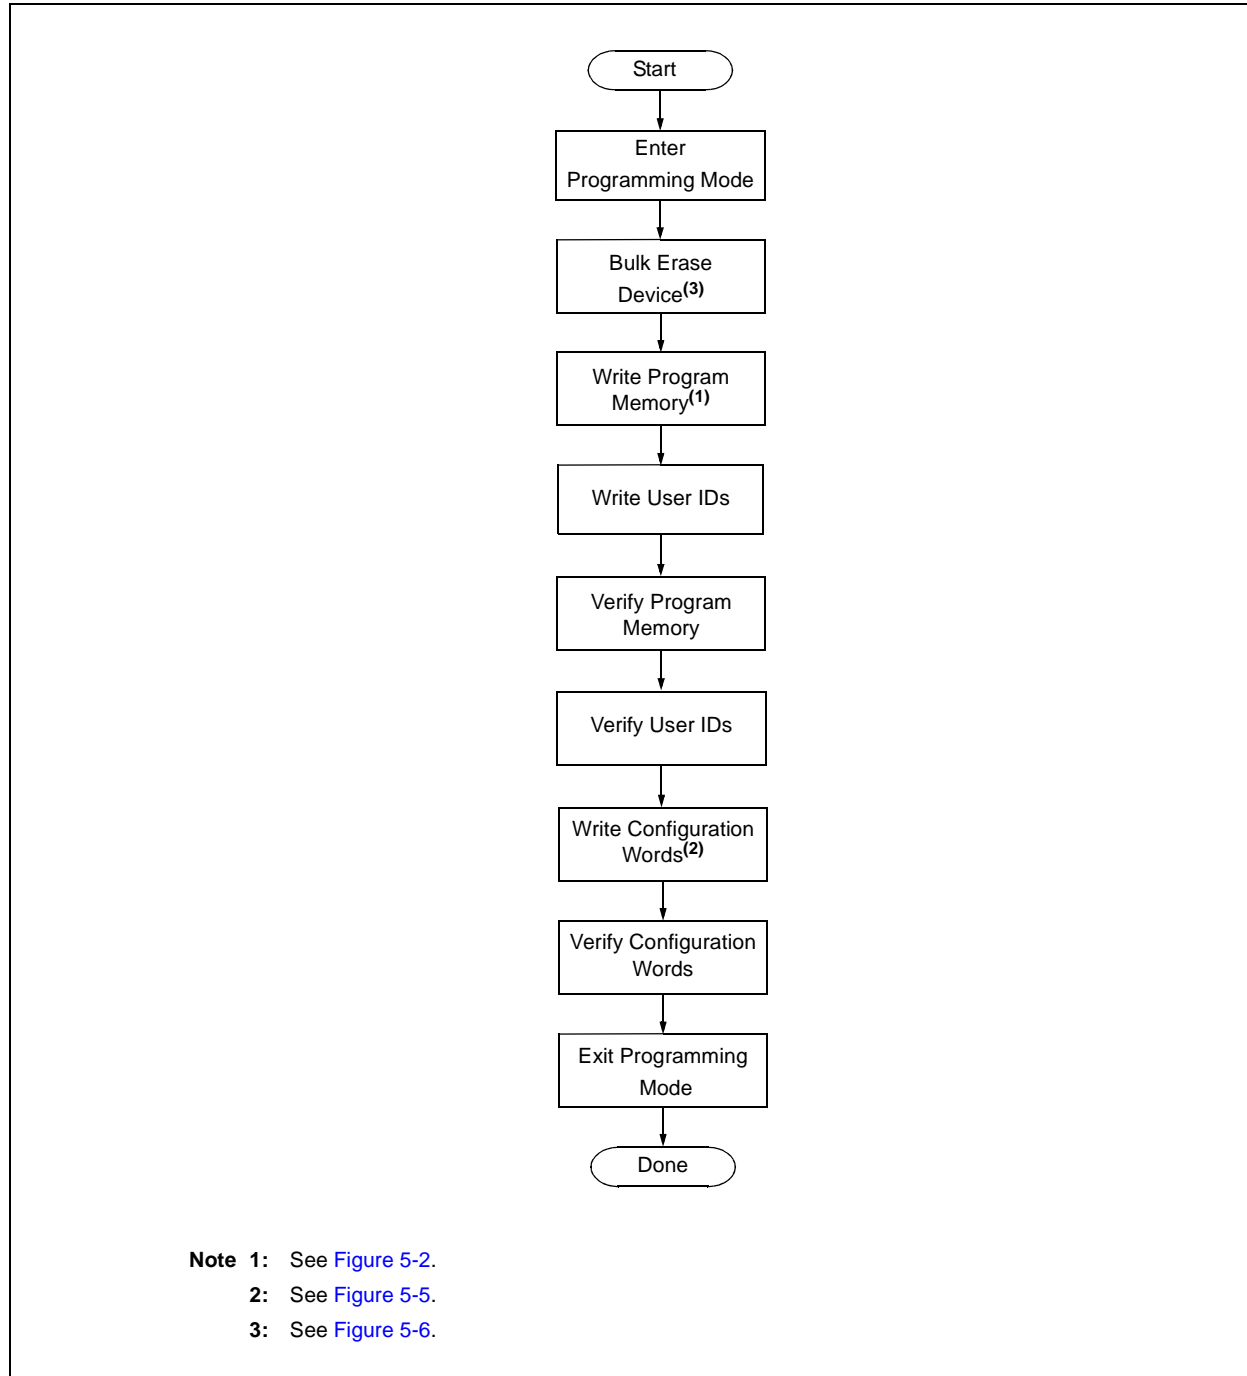 Start
Enter
Programming Mode
Bulk Erase
Device(3)
Write Program
Memory(1)
Write User IDs
Verify Program
Memory
Verify User IDs
Write Configuration
Words(2)
Verify Configuration
Words
Exit Programming
Mode
Done
Note 1: See Figure 5-2.
2: See Figure 5-5.
3: See Figure 5-6.